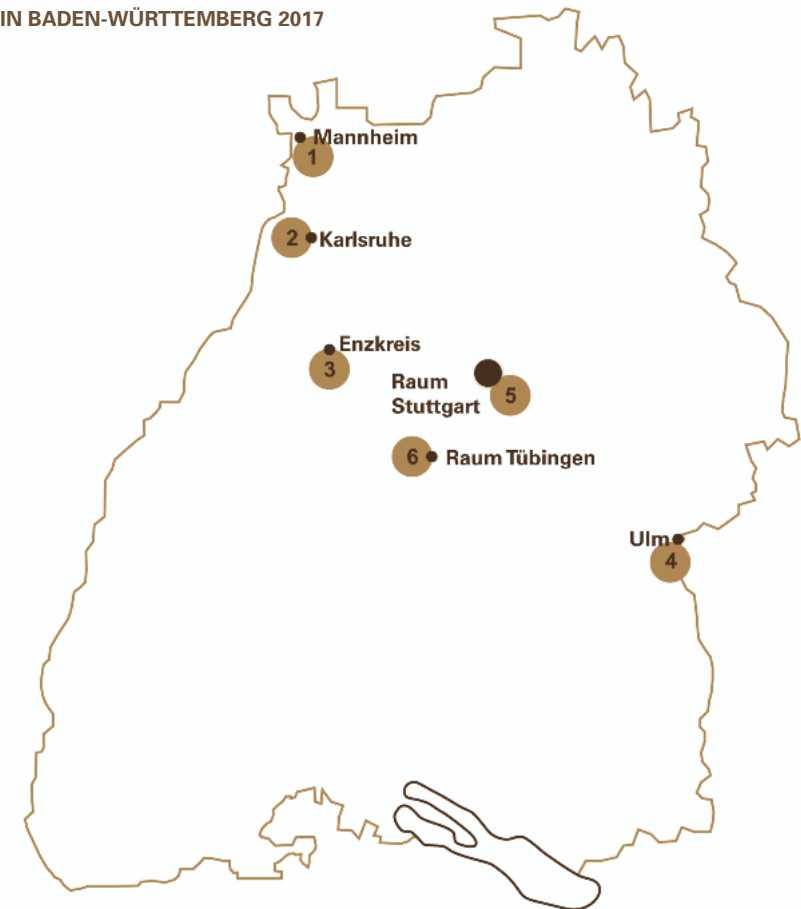 IN BADEN-WÜRTTEMBERG 2017
Mannheim
1
2
Karlsruhe
Enzkreis
3
Raum
Stuttgart
5
6
Raum Tübingen
Ulm
4